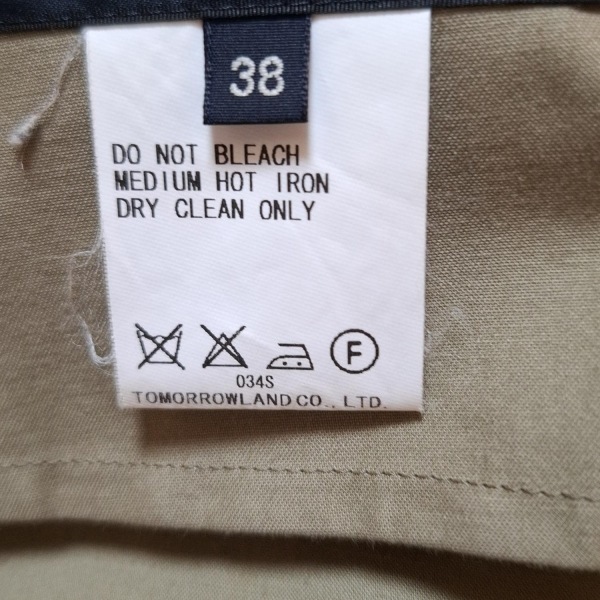 38
DO NOT BLEACH
MEDIUM HOT IRON
DRY CLEAN ONLY
F
034S
TOMORROWLAND CO., LTD.